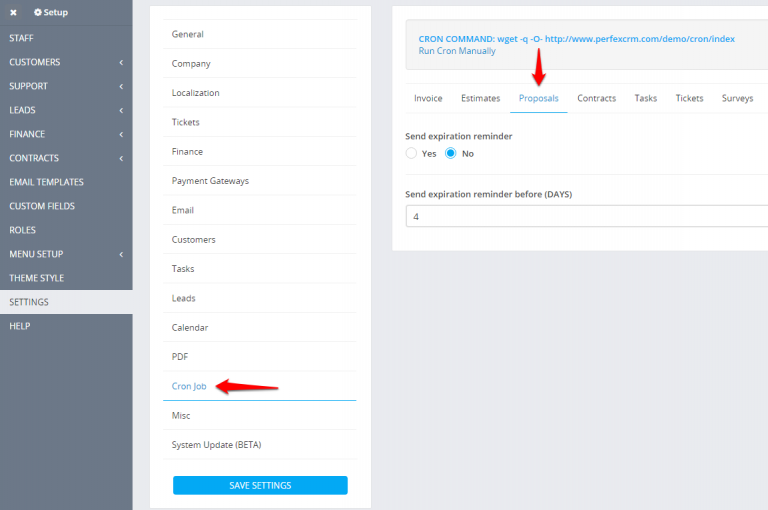 ✖ Setup
STAFF
CUSTOMERS
SUPPORT
LEADS
FINANCE
CONTRACTS
EMAIL TEMPLATES
CUSTOM FIELDS
ROLES
MENU SETUP
THEME STYLE
SETTINGS
HELP
General
Company
Localization
Tickets
Finance
Payment Gateways
Email
Customers
Tasks
Leads
Calendar
PDF
Cron Job
Misc
System Update (BETA)
SAVE SETTINGS
CRON COMMAND: wget -q -O- http://www.perfexcrm.com/demo/cron/index
Run Cron Manually
Invoice Estimates Proposals Contracts Tasks Tickets Surveys
Send expiration reminder
Yes No
Send expiration reminder before (DAYS)
4